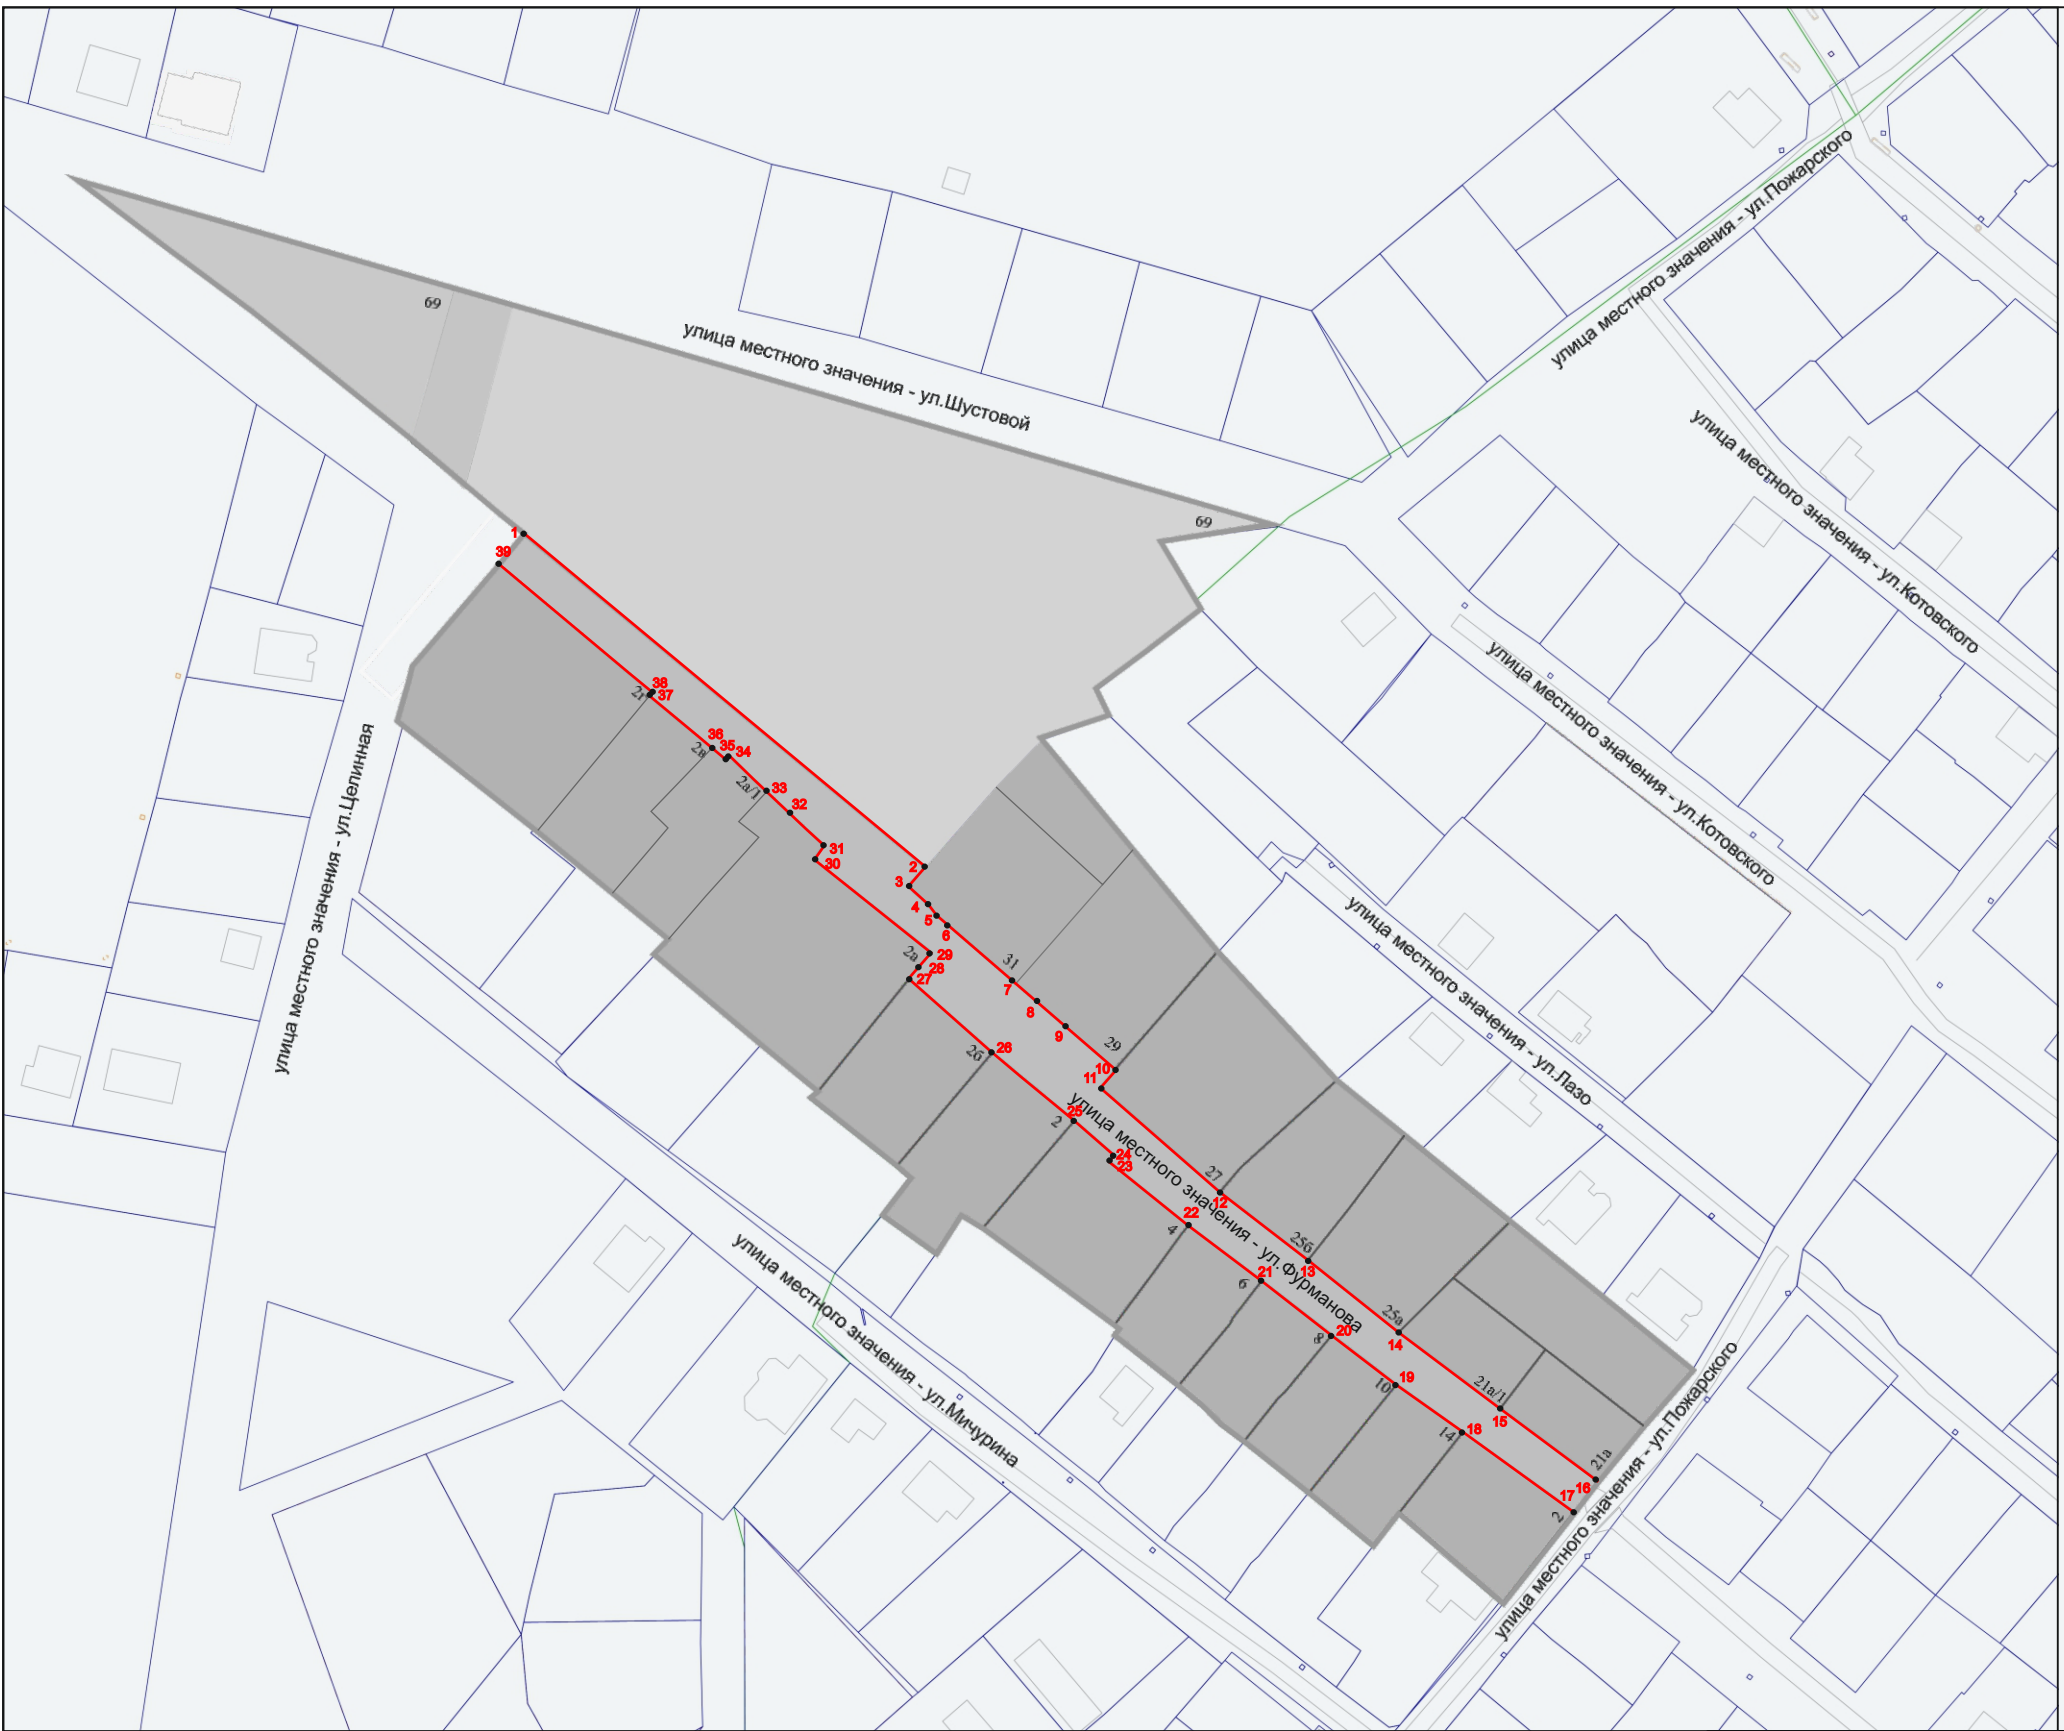 улица местного значения - ул.Пожарского
69
улица местного значения - ул.Шустовой
улица местного значения - ул.Котовского
69
1
39
улица местного значения - ул.Котовского
38
2г
37
36
35
34
2в
2а/1
33
32
улица местного значения - ул.Целинная
31
30
2
3
4
5
6
улица местного значения - ул.Лазо
2а
29
28
27
31
7
8
9
29
10
11
26
2б
25
2
улица местного значения - ул.Фурманова
24
23
27
12
22
4
25б
13
21
6
25а
14
20
8
19
10
21а/1
15
18
14
21а
16
17
2
улица местного значения - ул.Мичурина
улица местного значения - ул.Пожарского